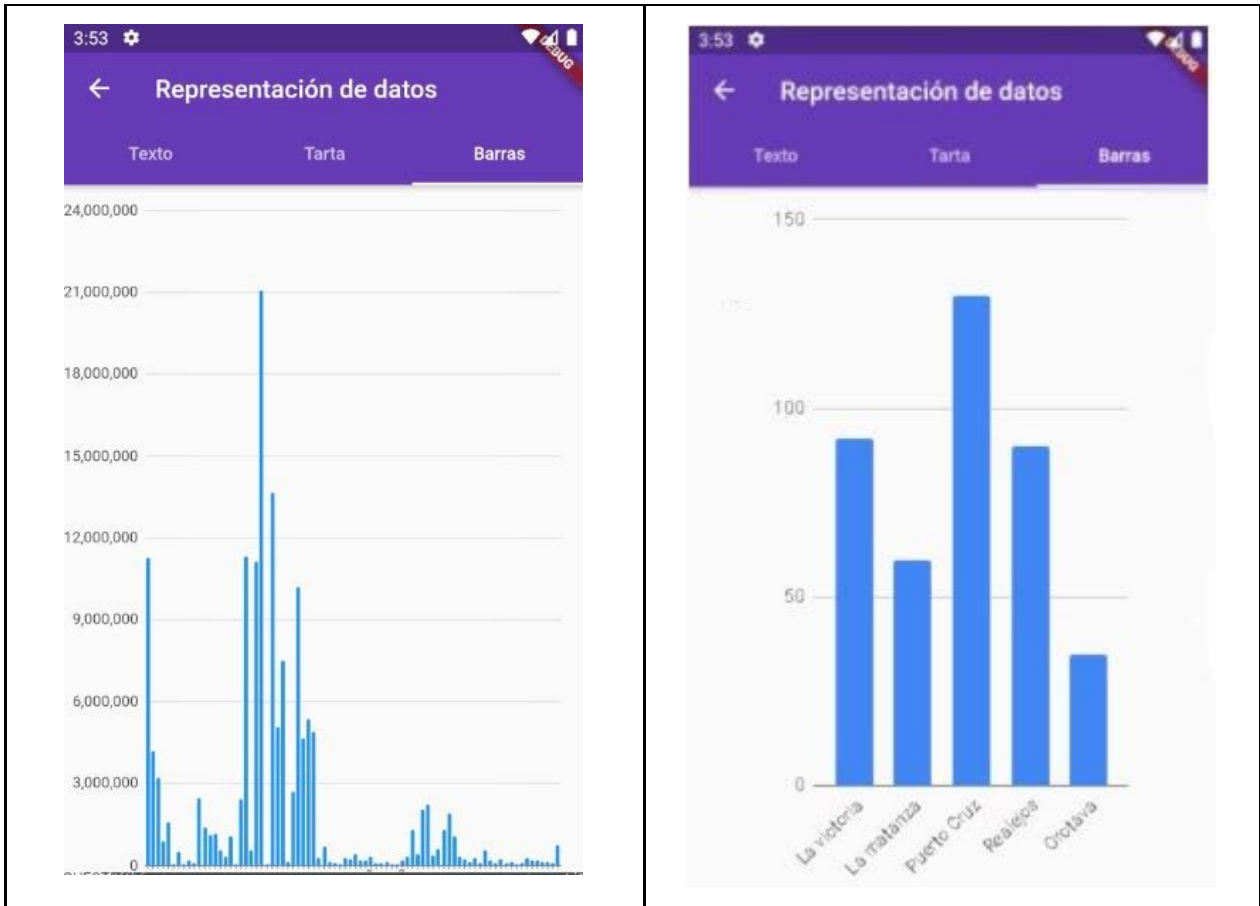 3:53
DEBUG
Representación de datos
Texto Tarta Barras
24,000,000
21,000,000
18,000,000
15,000,000
12,000,000
9,000,000
6,000,000
3,000,000
0
3:53
DEBUG
Representación de datos
Texto Tarta Barras
150
100
50
0
La victoria
La matanza
Puerto Cruz
Realejos
Orotava